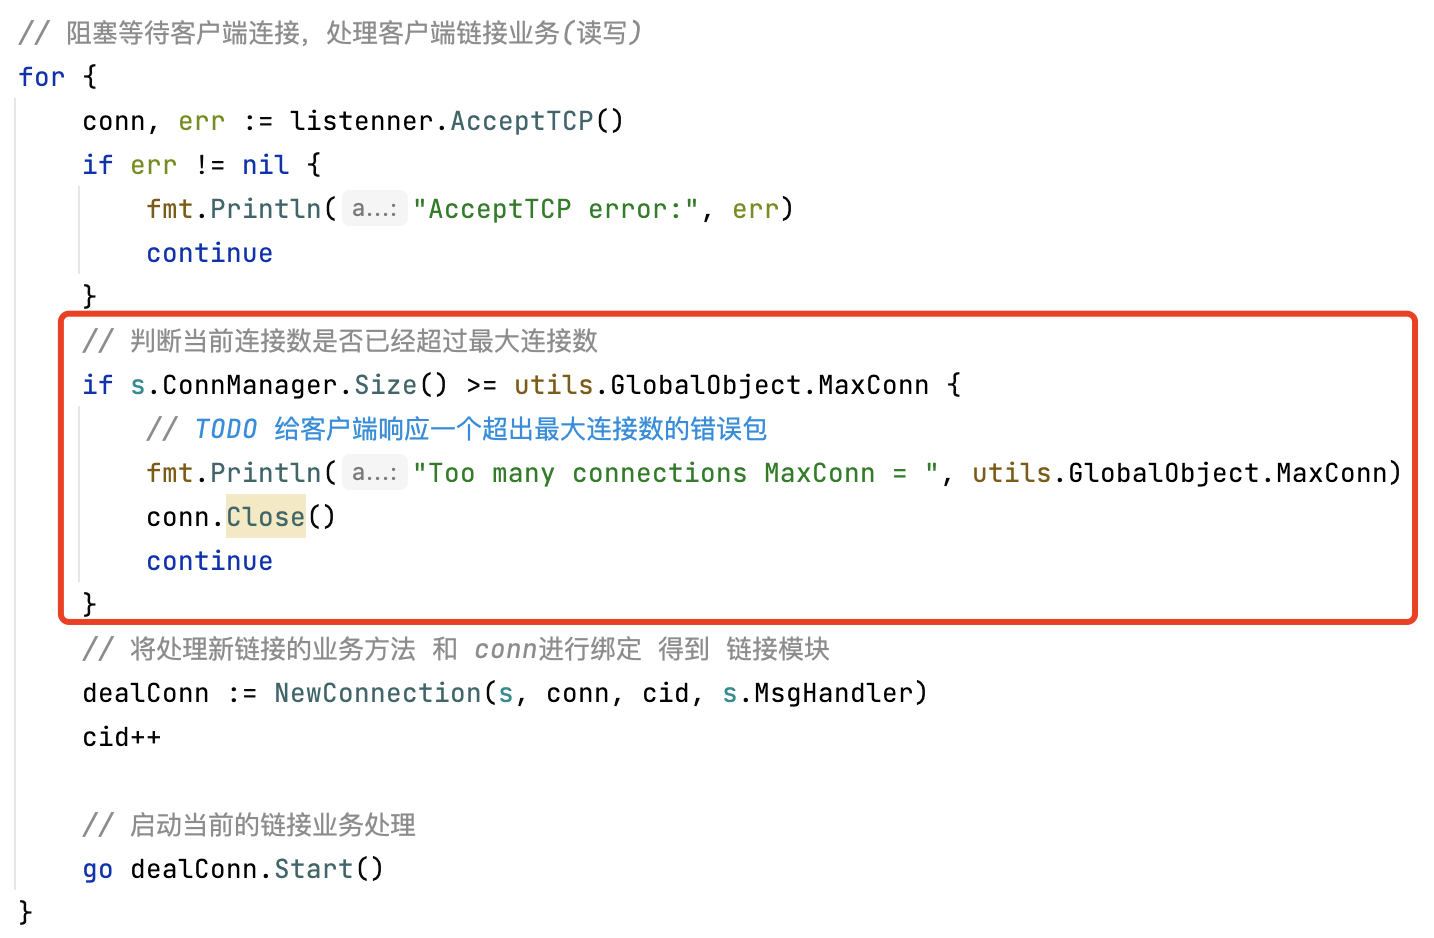 // 阻塞等待客户端连接，处理客户端链接业务(读写)
for {
conn, err := listenner.AcceptTCP()
if err != nil {
fmt.Println( a...: "AcceptTCP error:", err)
continue
}
// 判断当前连接数是否已经超过最大连接数
if s.ConnManager.Size() >= utils.GlobalObject.MaxConn {
// TODO 给客户端响应一个超出最大连接数的错误包
fmt.Println( a...: "Too many connections MaxConn = ", utils.GlobalObject.MaxConn)
conn.Close()
continue
}
// 将处理新链接的业务方法 和 conn进行绑定 得到 链接模块
dealConn := NewConnection(s, conn, cid, s.MsgHandler)
cid++
// 启动当前的链接业务处理
go dealConn.Start()
}